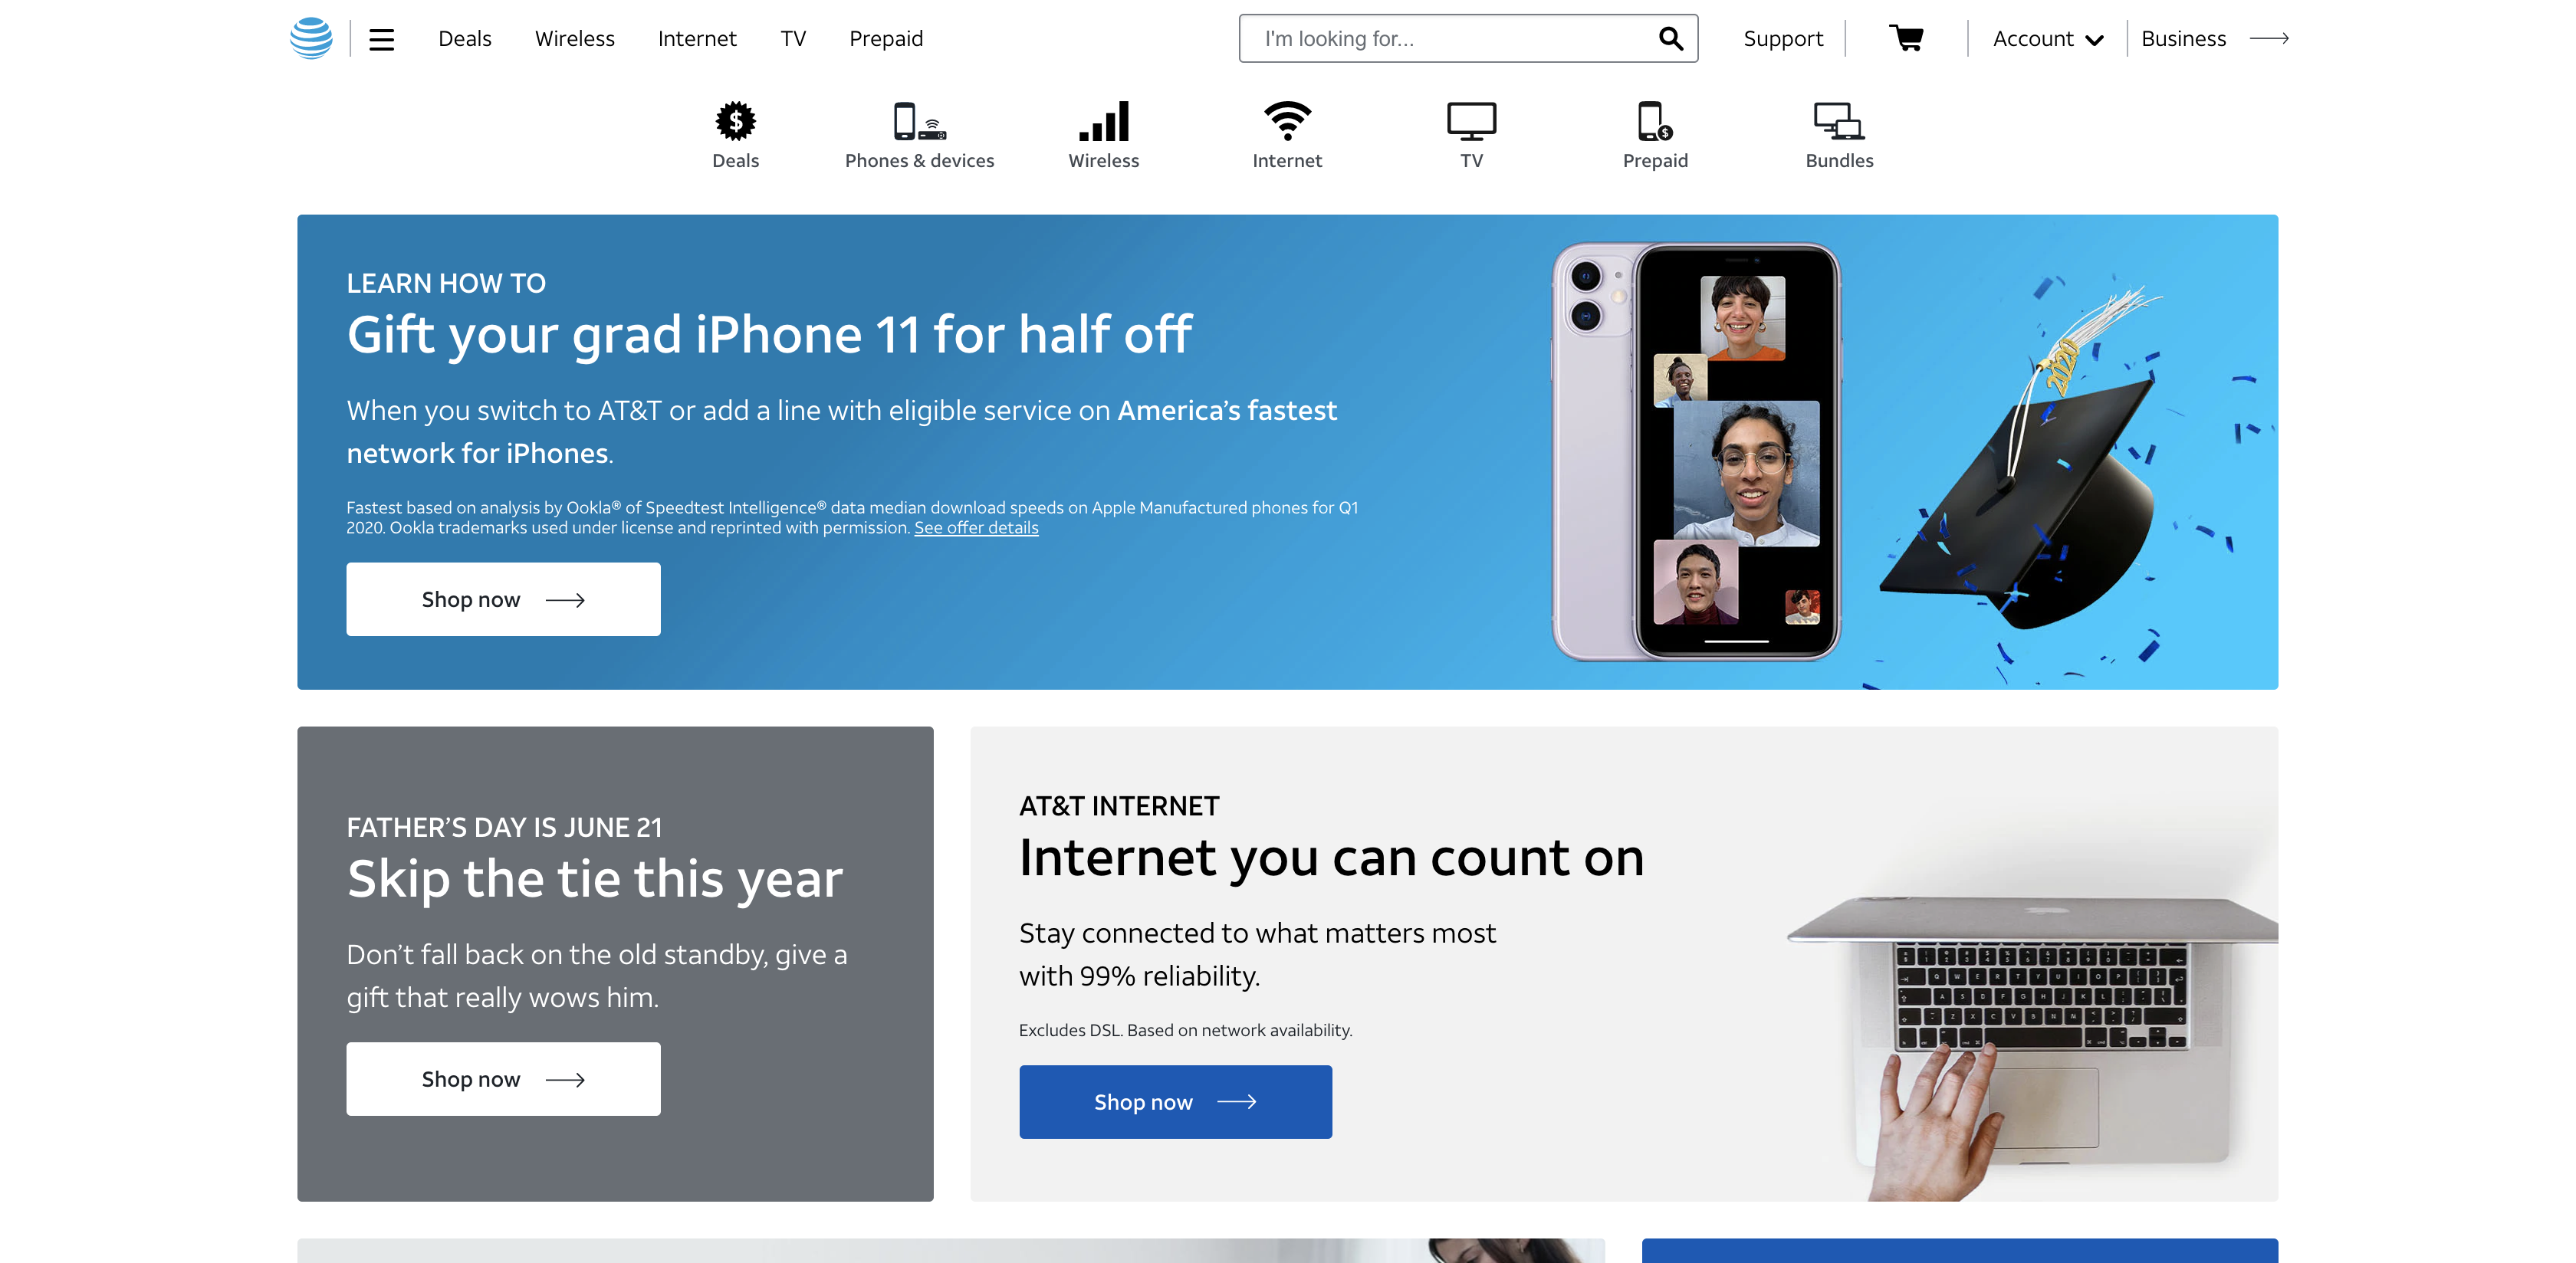 Deals Wireless Internet TV Prepaid I'm looking for... Support Account Business
Deals Phones & devices Wireless Internet TV Prepaid Bundles
LEARN HOW TO
Gift your grad iPhone 11 for half off
When you switch to AT&T or add a line with eligible service on America’s fastest
network for iPhones.
Fastest based on analysis by Ookla® of Speedtest Intelligence® data median download speeds on Apple Manufactured phones for Q1
2020. Ookla trademarks used under license and reprinted with permission. See offer details
Shop now
2020
FATHER’S DAY IS JUNE 21
Skip the tie this year
Don’t fall back on the old standby, give a
gift that really wows him.
Shop now
AT&T INTERNET
Internet you can count on
Stay connected to what matters most
with 99% reliability.
Excludes DSL. Based on network availability.
Shop now